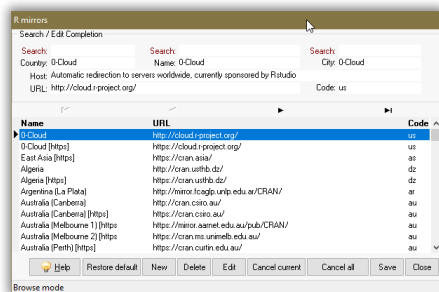 R mirrors
Search / Edit Completion
Search: Search: Search:
Country: 0-Cloud Name: 0-Cloud City: 0-Cloud
Host: Automatic redirection to servers worldwide, currently sponsored by Rstudio
URL: http://cloud.r-project.org/ Code: us
Name URL Code
0-Cloud http://cloud.r-project.org/ us
0-Cloud [https] https://cloud.r-project.org/ us
East Asia [https] https://cran.asia/ as
Algeria http://cran.usthb.dz/ dz
Algeria [https] https://cran.usthb.dz/ dz
Argentina (La Plata) http://mirror.fcaglp.unlp.edu.ar/CRAN/ ar
Australia (Canberra) http://cran.csiro.au/ au
Australia (Canberra) [https] https://cran.csiro.au/ au
Australia (Melbourne 1) [https https://mirror.aarnet.edu.au/pub/CRAN/ au
Australia (Melbourne 2) [https https://cran.ms.unimelb.edu.au/ au
Australia (Perth) [https] https://cran.curtin.edu.au/ au
Help Restore default New Delete Edit Cancel current Cancel all Save Close
Browse mode